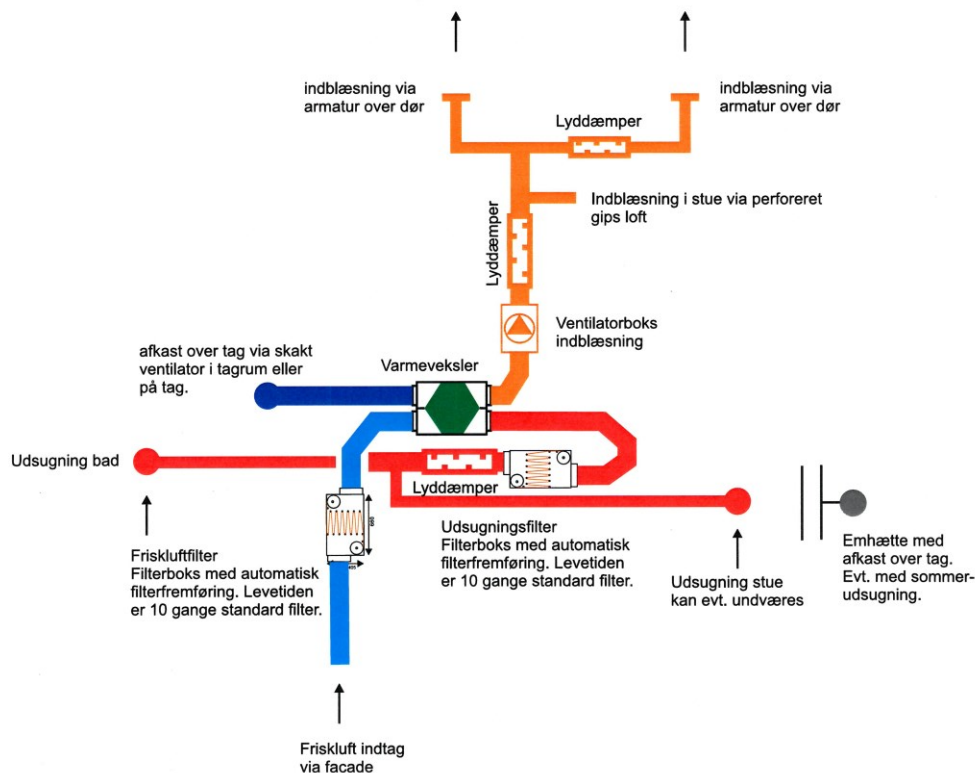 indblæsning via
armatur over dør
indblæsning via
armatur over dør
Lyddæmper
Indblæsning i stue via perforeret
gips loft
Lyddæmper
Ventilatorboks
indblæsning
afkast over tag via skakt
ventilator i tagrum eller
på tag.
Varmeveksler
Udsugning bad
Lyddæmper
Friskluftfilter
Filterboks med automatisk
filterfremføring. Levetiden
er 10 gange standard filter.
Udsugningsfilter
Filterboks med automatisk
filterfremføring. Levetiden
er 10 gange standard filter.
Udsugning stue
kan evt. undværes
Emhætte med
afkast over tag.
Evt. med sommer-
udsugning.
Friskluft indtag
via facade